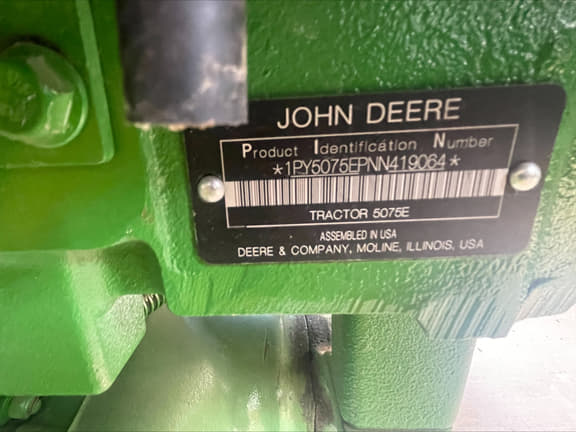 JOHN DEERE
Product Identification Number
*1PY5075EPNN419064*
TRACTOR 5075E
ASSEMBLED IN USA
DEERE & COMPANY, MOLINE, ILLINOIS, USA